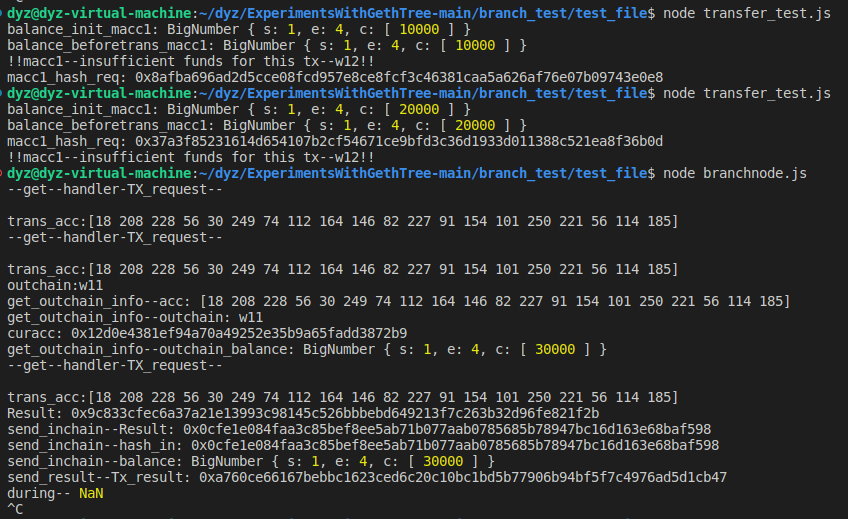 dyz@dyz-virtual-machine:~/dyz/ExperimentsWithGethTree-main/branch_test/test_file$ node transfer_test.js
balance_init_macc1: BigNumber { s: 1, e: 4, c: [ 10000 ] }
balance_beforetrans_macc1: BigNumber { s: 1, e: 4, c: [ 10000 ] }
!!macc1--insufficient funds for this tx--w12!!
macc1_hash_req: 0x8afba696ad2d5cce08fcd957e8ce8fcf3c46381caa5a626af76e07b09743e0e8
dyz@dyz-virtual-machine:~/dyz/ExperimentsWithGethTree-main/branch_test/test_file$ node transfer_test.js
balance_init_macc1: BigNumber { s: 1, e: 4, c: [ 20000 ] }
balance_beforetrans_macc1: BigNumber { s: 1, e: 4, c: [ 20000 ] }
macc1_hash_req: 0x37a3f85231614d654107b2cf54671ce9bfd3c36d1933d011388c521ea8f36b0d
!!macc1--insufficient funds for this tx--w12!!
dyz@dyz-virtual-machine:~/dyz/ExperimentsWithGethTree-main/branch_test/test_file$ node branchnode.js
--get--handler-TX_request--
trans_acc:[18 208 228 56 30 249 74 112 164 146 82 227 91 154 101 250 221 56 114 185]
--get--handler-TX_request--
trans_acc:[18 208 228 56 30 249 74 112 164 146 82 227 91 154 101 250 221 56 114 185]
outchain:w11
get_outchain_info--acc: [18 208 228 56 30 249 74 112 164 146 82 227 91 154 101 250 221 56 114 185]
get_outchain_info--outchain: w11
curacc: 0x12d0e4381ef94a70a49252e35b9a65fadd3872b9
get_outchain_info--outchain_balance: BigNumber { s: 1, e: 4, c: [ 30000 ] }
--get--handler-TX_request--
trans_acc:[18 208 228 56 30 249 74 112 164 146 82 227 91 154 101 250 221 56 114 185]
Result: 0x9c833cfec6a37a21e13993c98145c526bbbebd649213f7c263b32d96fe821f2b
send_inchain--Result: 0x0cfe1e084faa3c85bef8ee5ab71b077aab0785685b78947bc16d163e68baf598
send_inchain--hash_in: 0x0cfe1e084faa3c85bef8ee5ab71b077aab0785685b78947bc16d163e68baf598
send_inchain--balance: BigNumber { s: 1, e: 4, c: [ 30000 ] }
send_result--Tx_result: 0xa760ce66167bebbc1623ced6c20c10bc1bd5b77906b94bf5f7c4976ad5d1cb47
during-- NaN
^C